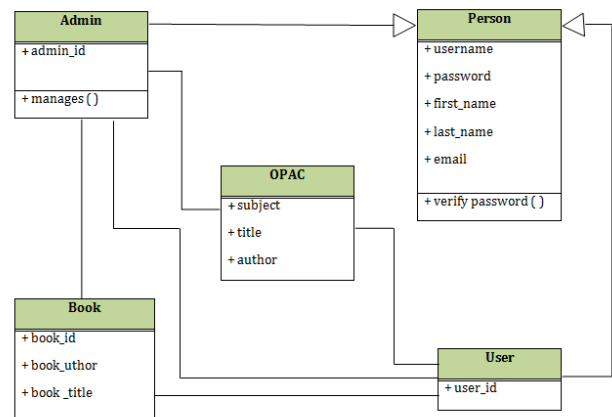 Admin
+ admin_id
+ manages ( )
Person
+ username
+ password
+ first_name
+ last_name
+ email
+ verify password ( )
OPAC
+ subject
+ title
+ author
Book
+ book_id
+ book_uthor
+ book _title
User
+ user_id